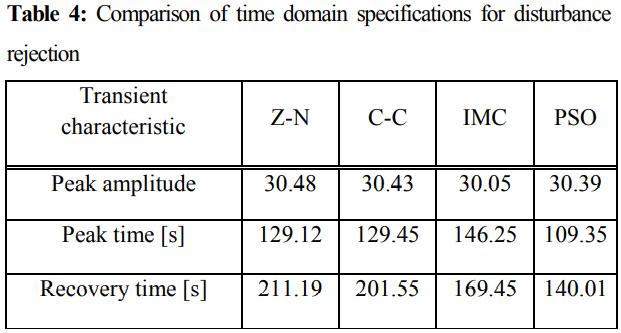 Table 4: Comparison of time domain specifications for disturbance
rejection
Transient
characteristic Z-N C-C IMC PSO
Peak amplitude 30.48 30.43 30.05 30.39
Peak time [s] 129.12 129.45 146.25 109.35
Recovery time [s] 211.19 201.55 169.45 140.01